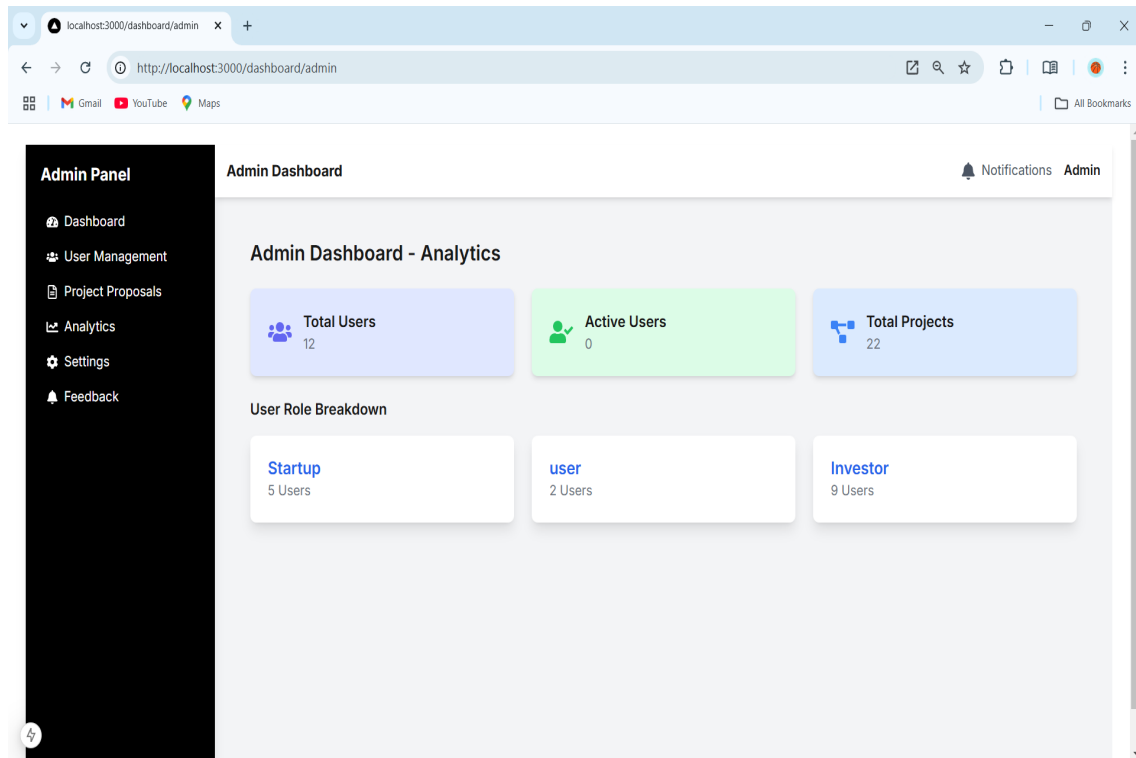 localhost:3000/dashboard/admin
http://localhost:3000/dashboard/admin
Gmail YouTube Maps All Bookmarks
Admin Panel
Dashboard
User Management
Project Proposals
Analytics
Settings
Feedback
Admin Dashboard Notifications Admin
Admin Dashboard - Analytics
Total Users
12
Active Users
0
Total Projects
22
User Role Breakdown
Startup
5 Users
user
2 Users
Investor
9 Users